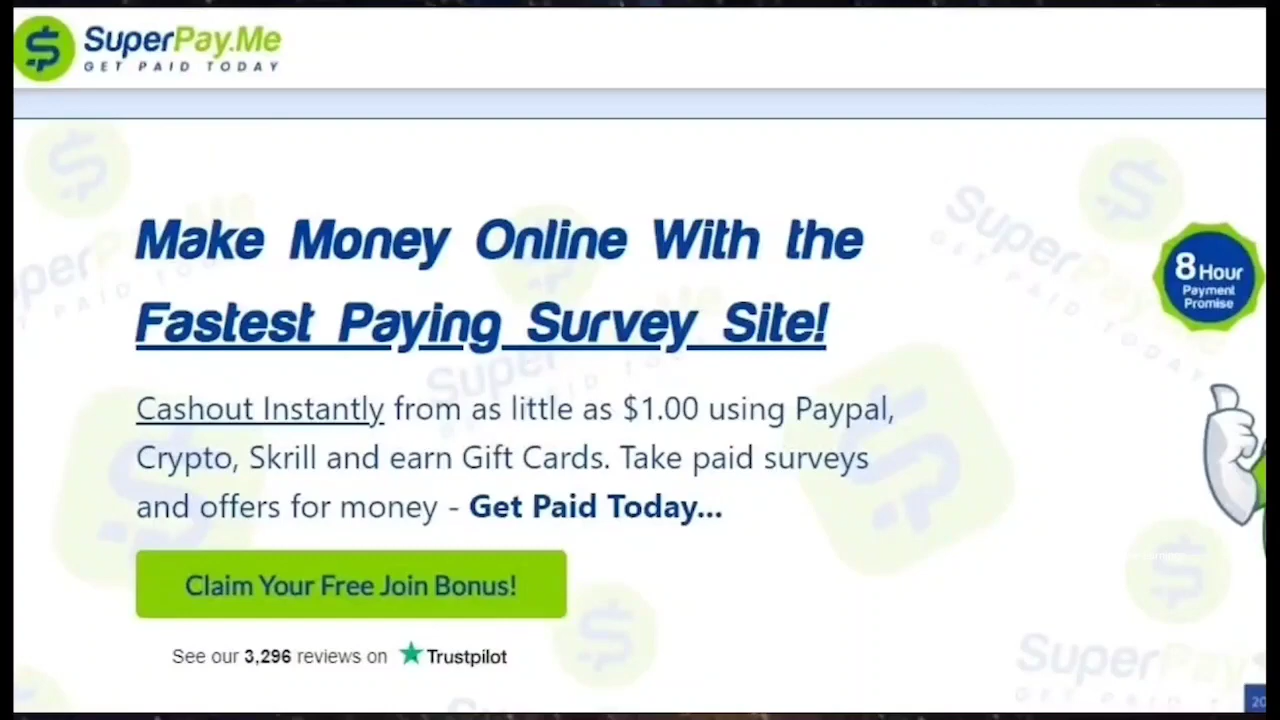 SuperPay.Me
GET PAID TODAY
Make Money Online With the
Fastest Paying Survey Site!
8 Hour
Payment
Promise
Cashout Instantly from as little as $1.00 using Paypal,
Crypto, Skrill and earn Gift Cards. Take paid surveys
and offers for money - Get Paid Today...
Claim Your Free Join Bonus!
See our 3,296 reviews on Trustpilot
20